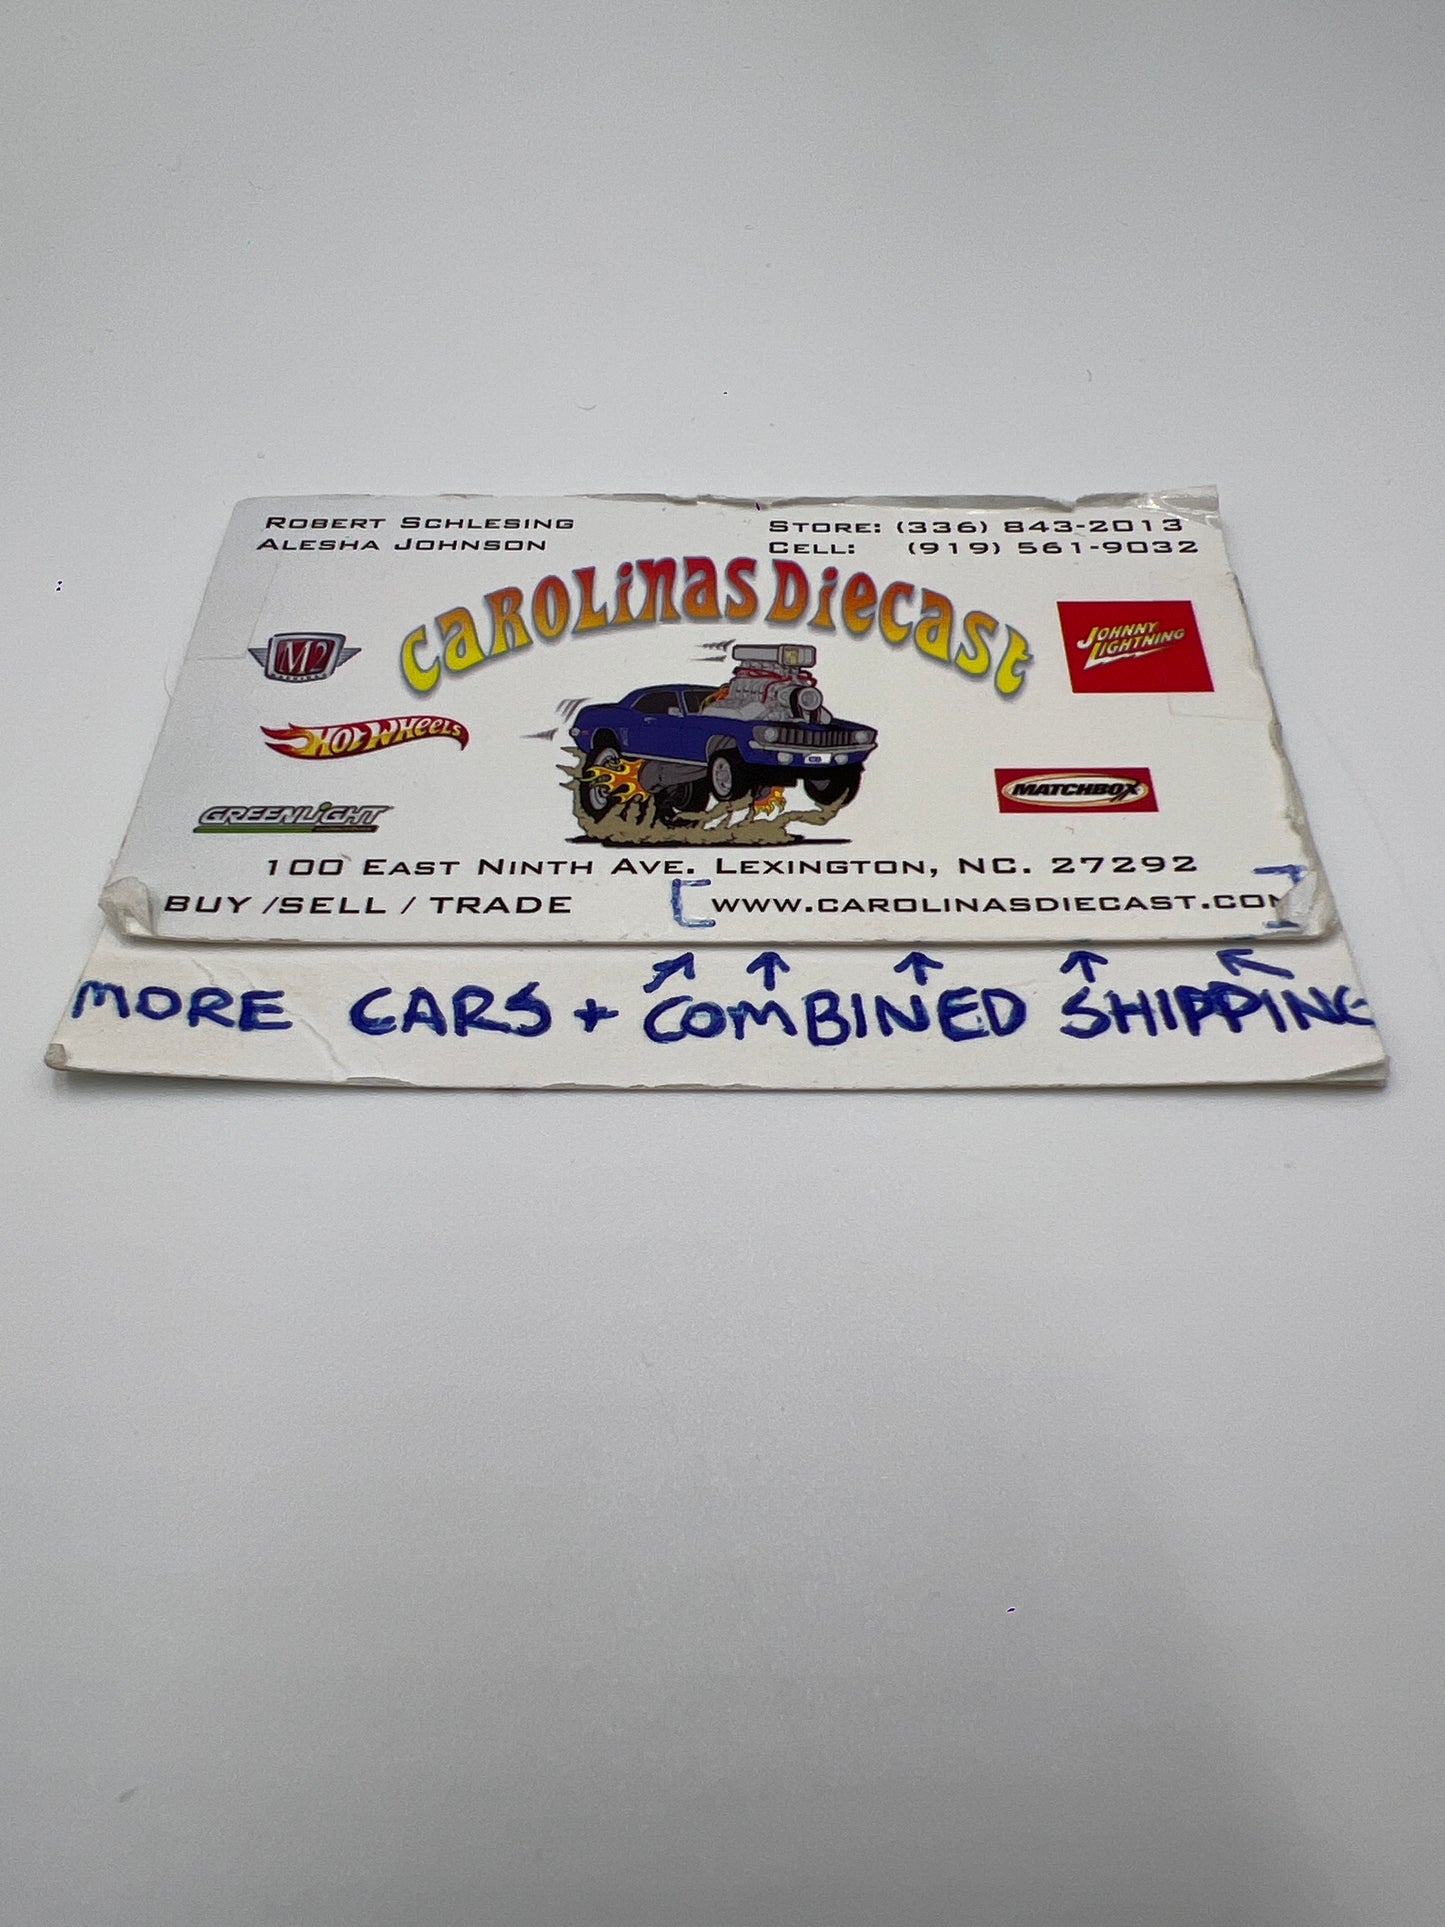 ROBERT SCHLESING
ALESHA JOHNSON
STORE: (336) 843-2013
CELL: (919) 561-9032
CAROLINAS DIECAST
M2
JOHNNY LIGHTNING
HOT WHEELS
MATCHBOX
GREENLIGHT
100 EAST NINTH AVE. LEXINGTON, NC. 27292
BUY /SELL / TRADE [WWW.CAROLINASDIECAST.COM]
MORE CARS + COMBINED SHIPPING